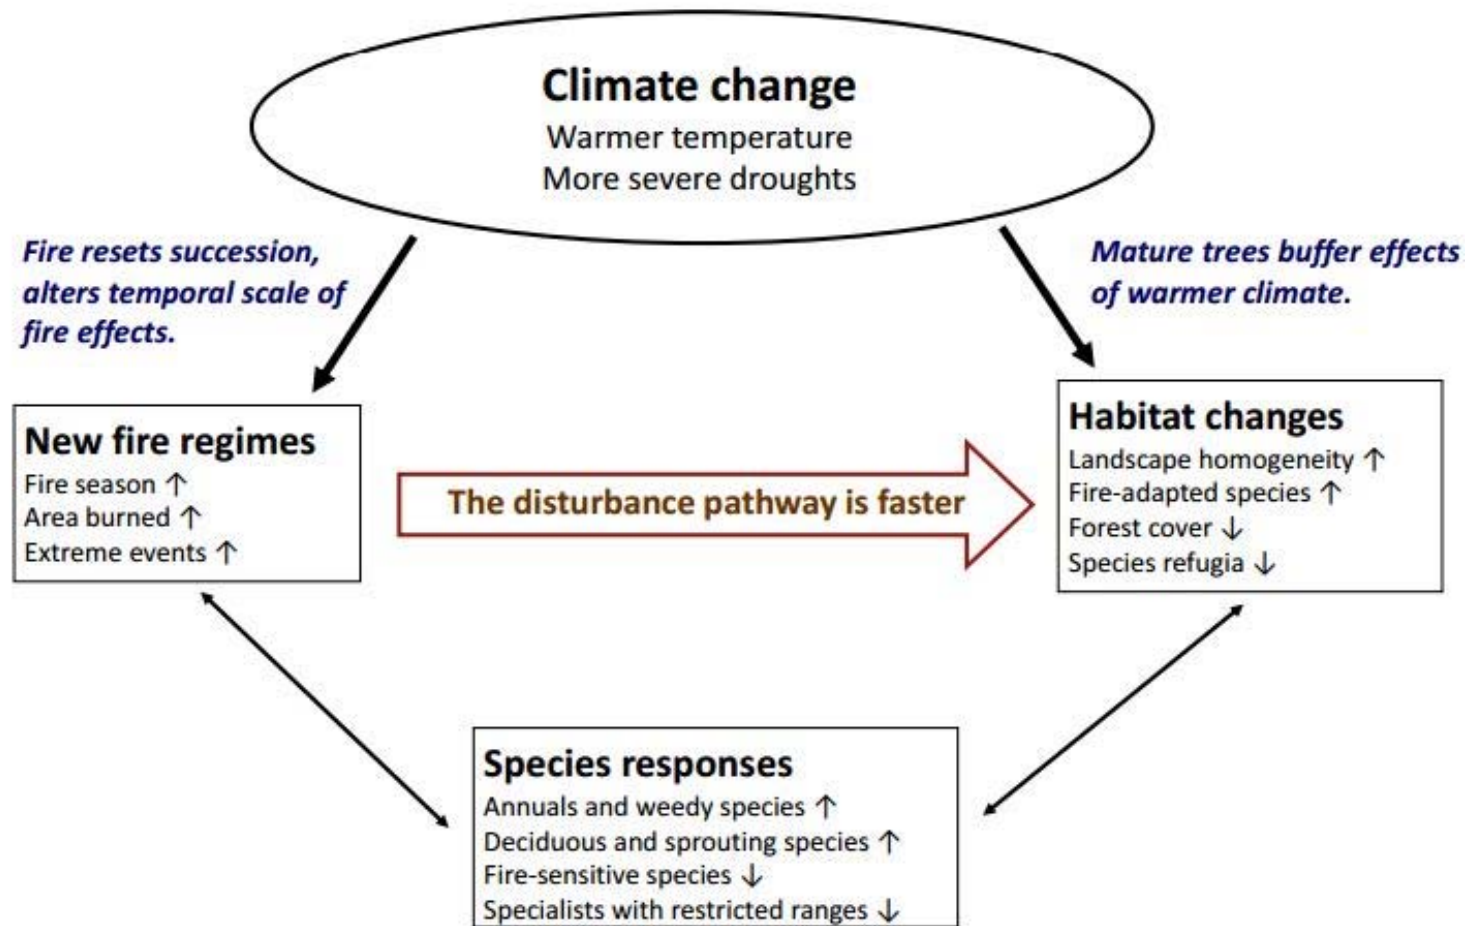 Climate change
Warmer temperature
More severe droughts
Fire resets succession,
alters temporal scale of
fire effects.
Mature trees buffer effects
of warmer climate.
New fire regimes
Fire season ↑
Area burned ↑
Extreme events ↑
The disturbance pathway is faster
Habitat changes
Landscape homogeneity ↑
Fire-adapted species ↑
Forest cover ↓
Species refugia ↓
Species responses
Annuals and weedy species ↑
Deciduous and sprouting species ↑
Fire-sensitive species ↓
Specialists with restricted ranges ↓